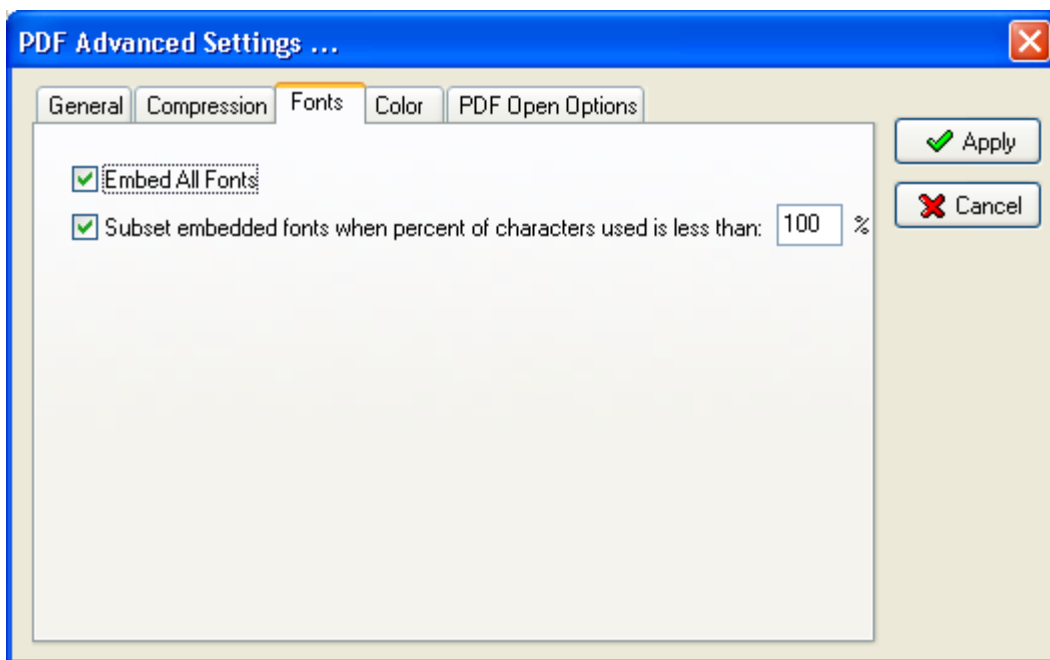 PDF Advanced Settings ...
General Compression Fonts Color PDF Open Options
Apply
Embed All Fonts
Cancel
Subset embedded fonts when percent of characters used is less than: 100 %